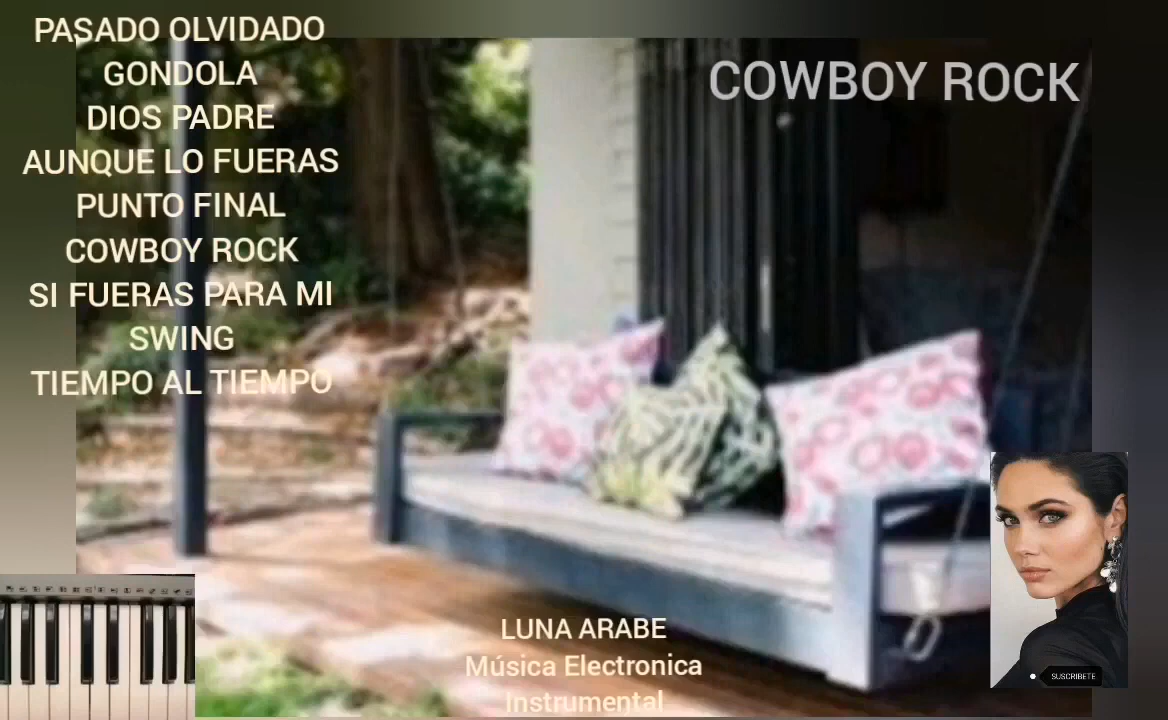 PASADO OLVIDADO
GONDOLA
DIOS PADRE
AUNQUE LO FUERAS
PUNTO FINAL
COWBOY ROCK
SI FUERAS PARA MI
SWING
TIEMPO AL TIEMPO
COWBOY ROCK
LUNA ARABE
Música Electronica
Instrumental
SUSCRIBETE